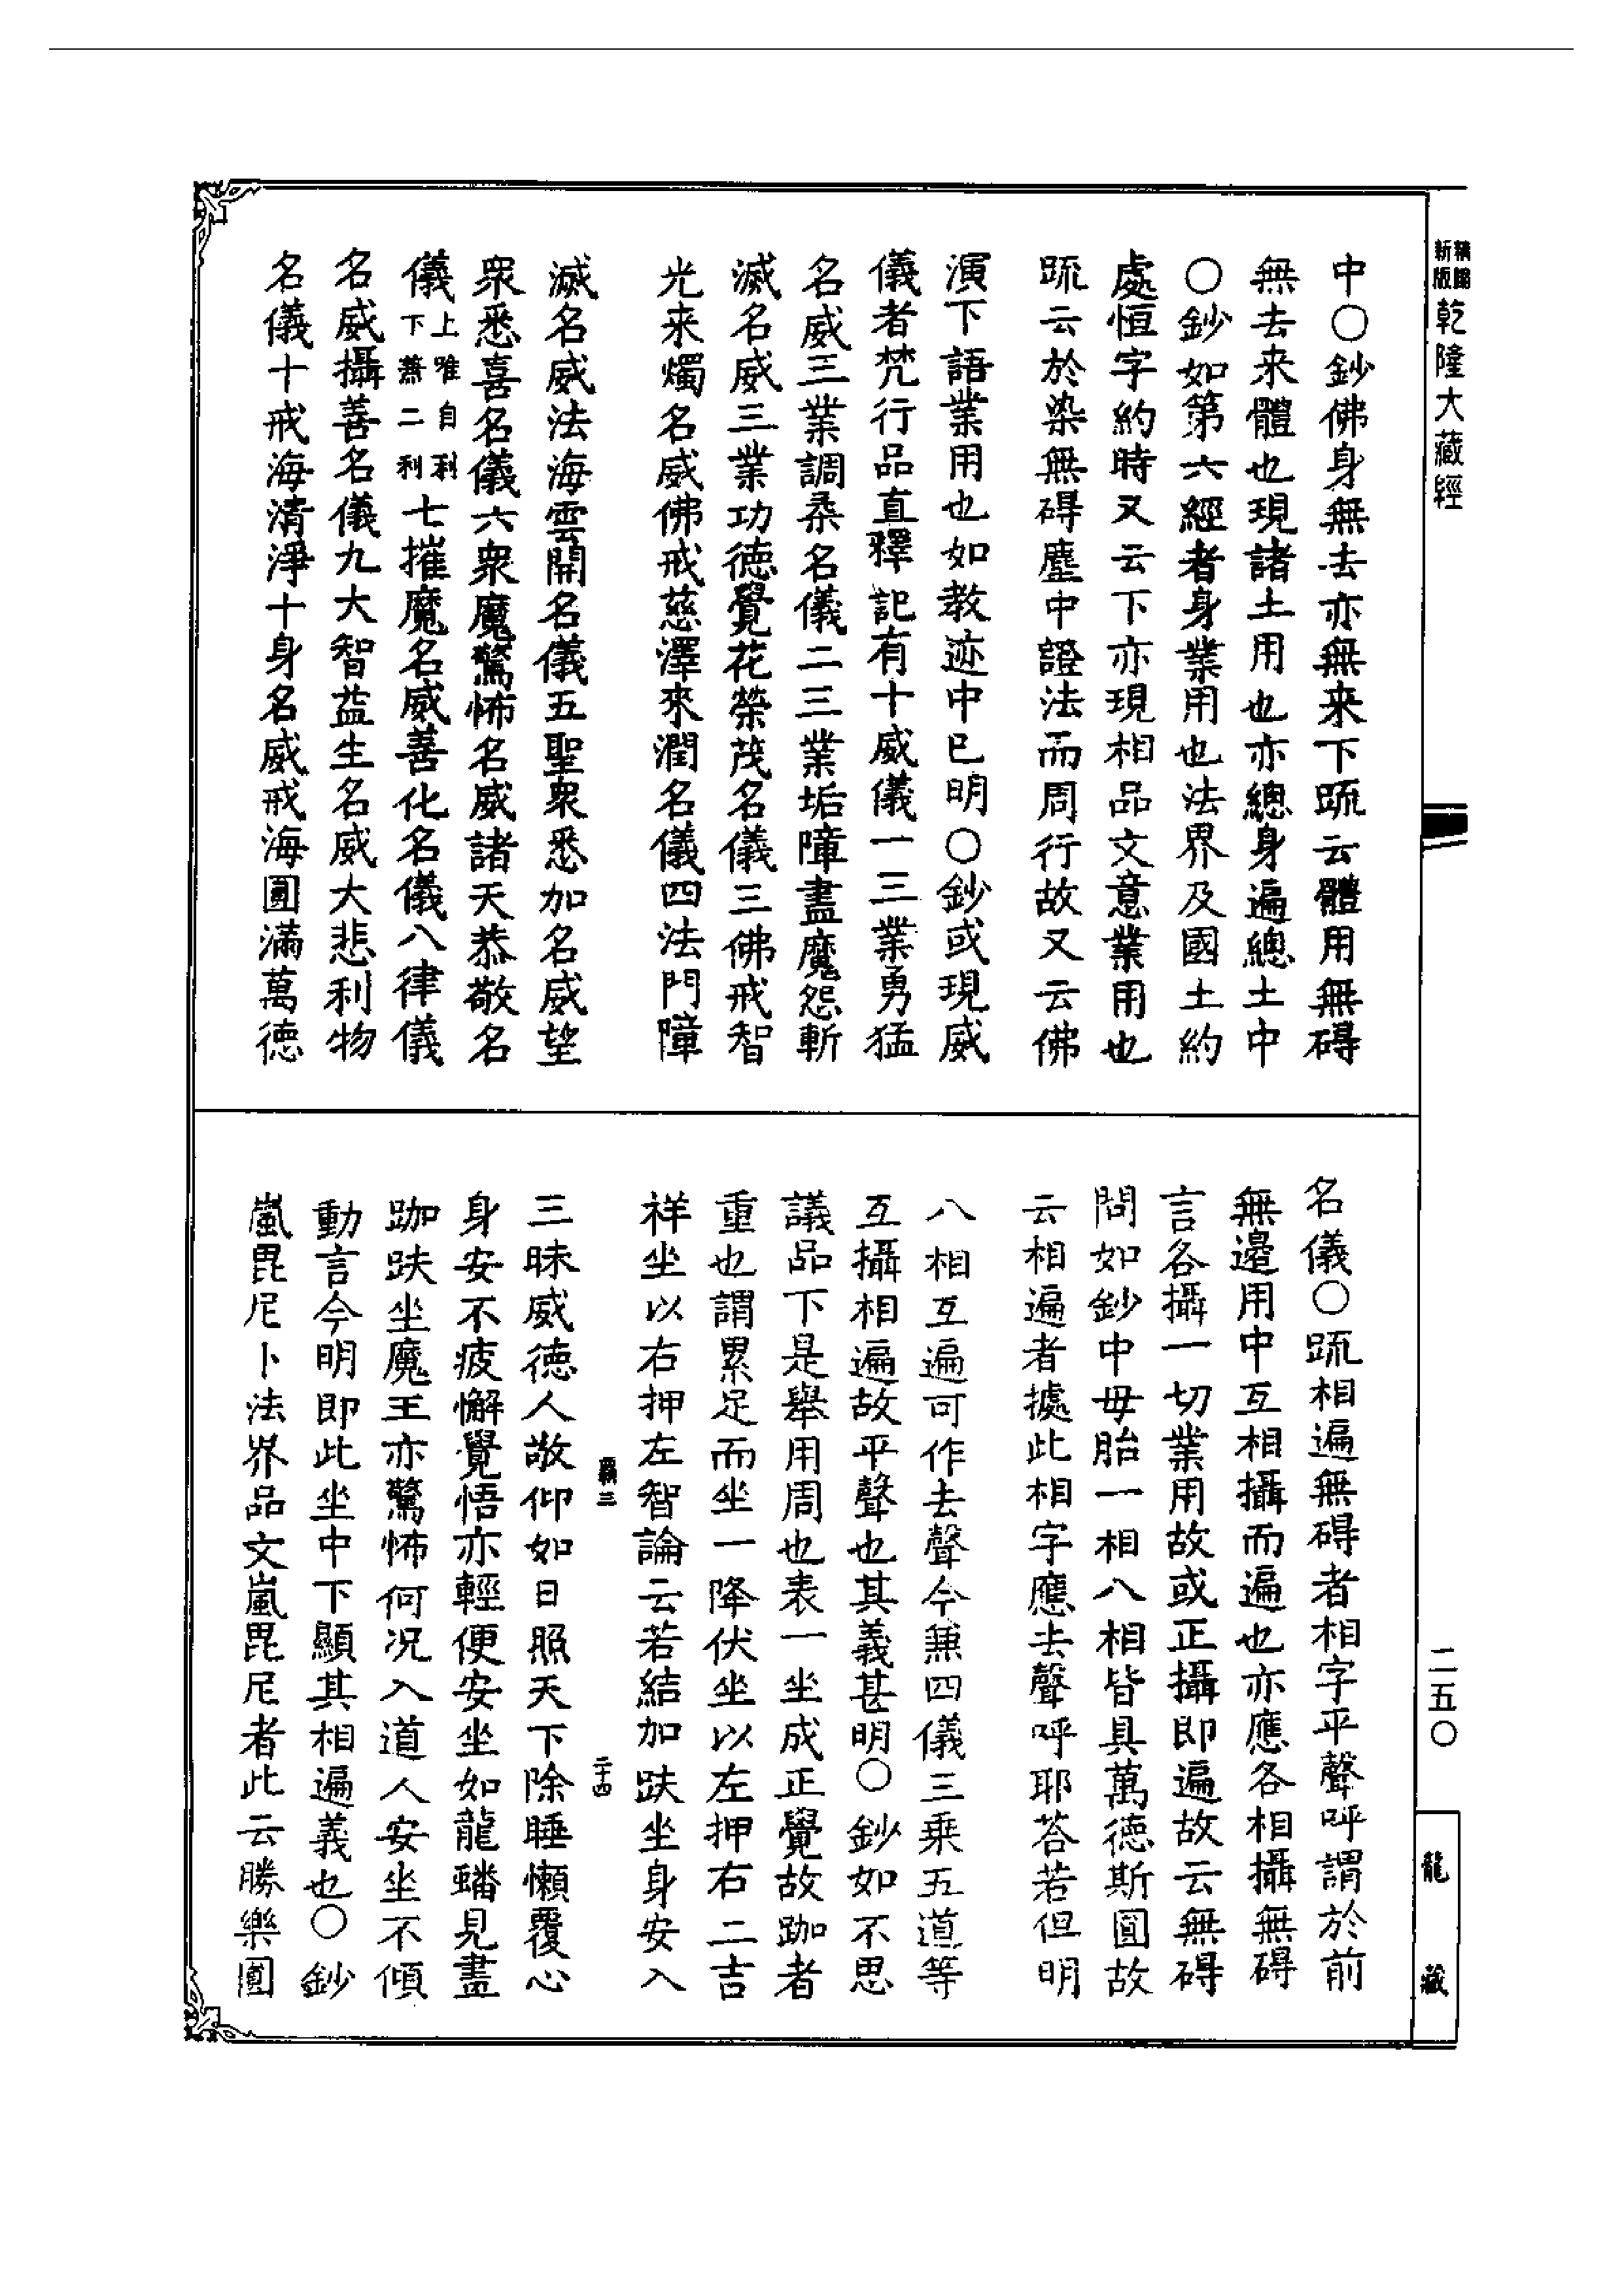 新版
精縮
乾隆大藏經
中〇鈔佛身無去亦無来下䟽云體用無碍
無去来體也現諸土用也亦總身遍總土中
〇鈔如第六經者身業用也法界及國土約
處恒字約時又云下亦現相品文意業用也
䟽云於染無碍塵中證法而周行故又云佛
演下語業用也如教迹中已明〇鈔或現威
儀者梵行品直釋記有十威儀一三業勇猛
名威三業調柔名儀二三業垢障盡魔怨斬
滅名威三業功德覺花榮茂名儀三佛戒智
光来燭名威佛戒慈澤來潤名儀四法門障
滅名威法海雲開名儀五聖衆悉加名威望
衆悉喜名儀六衆魔驚怖名威諸天恭敬名
儀上唯自利下兼二利七摧魔名威善化名儀八律儀
名威攝善名儀九大智益生名威大悲利物
名儀十戒海清淨十身名威戒海圓滿萬德
名儀〇䟽相遍無碍者相字平聲呼謂於前
無邊用中互相攝而遍也亦應各相攝無碍
言各攝一切業用故或正攝即遍故云無碍
問如鈔中毋胎一相八相皆具萬德斯圓故
云相遍者據此相字應去聲呼耶荅若但明
八相互遍可作去聲今兼四儀三乗五道等
互攝相遍故平聲也其義甚明〇鈔如不思
議品下是舉用周也表一坐成正覺故跏者
重也謂累足而坐一降伏坐以左押右二吉
祥坐以右押左智論云若結加趺坐身安入
三昧威德人敬仰如日照天下除睡懶覆心
身安不疲懈覺悟亦輕便安坐如龍蟠見畫
跏趺坐魔王亦驚怖何况入道人安坐不傾
動言今明即此坐中下顯其相遍義也〇鈔
嵐毘尼卜法界品文嵐毘尼者此云勝樂圓
三
二十四
二五〇
龍藏